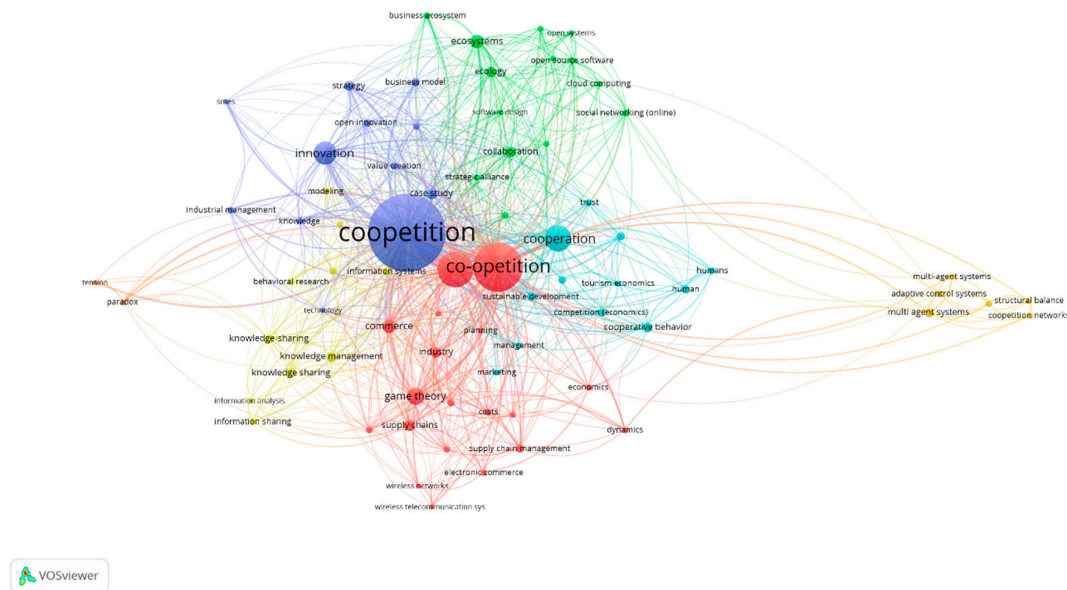 business ecosystem
ecosystems
open systems
open source software
ecology
cloud computing
strategy
business model
smes
software design
social networking (online)
open innovation
innovation
collaboration
value creation
strategic alliance
modeling
case study
trust
industrial management
knowledge
coopetition
cooperation
co-opetition
information systems
humans
tension
behavioral research
tourism economics
multi-agent systems
human
adaptive control systems
paradox
sustainable development
structural balance
technology
competition (economics)
multi agent systems
coopetition networks
commerce
planning
cooperative behavior
knowledge-sharing
management
industry
knowledge management
knowledge sharing
marketing
economics
game theory
information analysis
costs
information sharing
supply chains
dynamics
supply chain management
electronic commerce
wireless networks
wireless telecommunication sys
VOSviewer